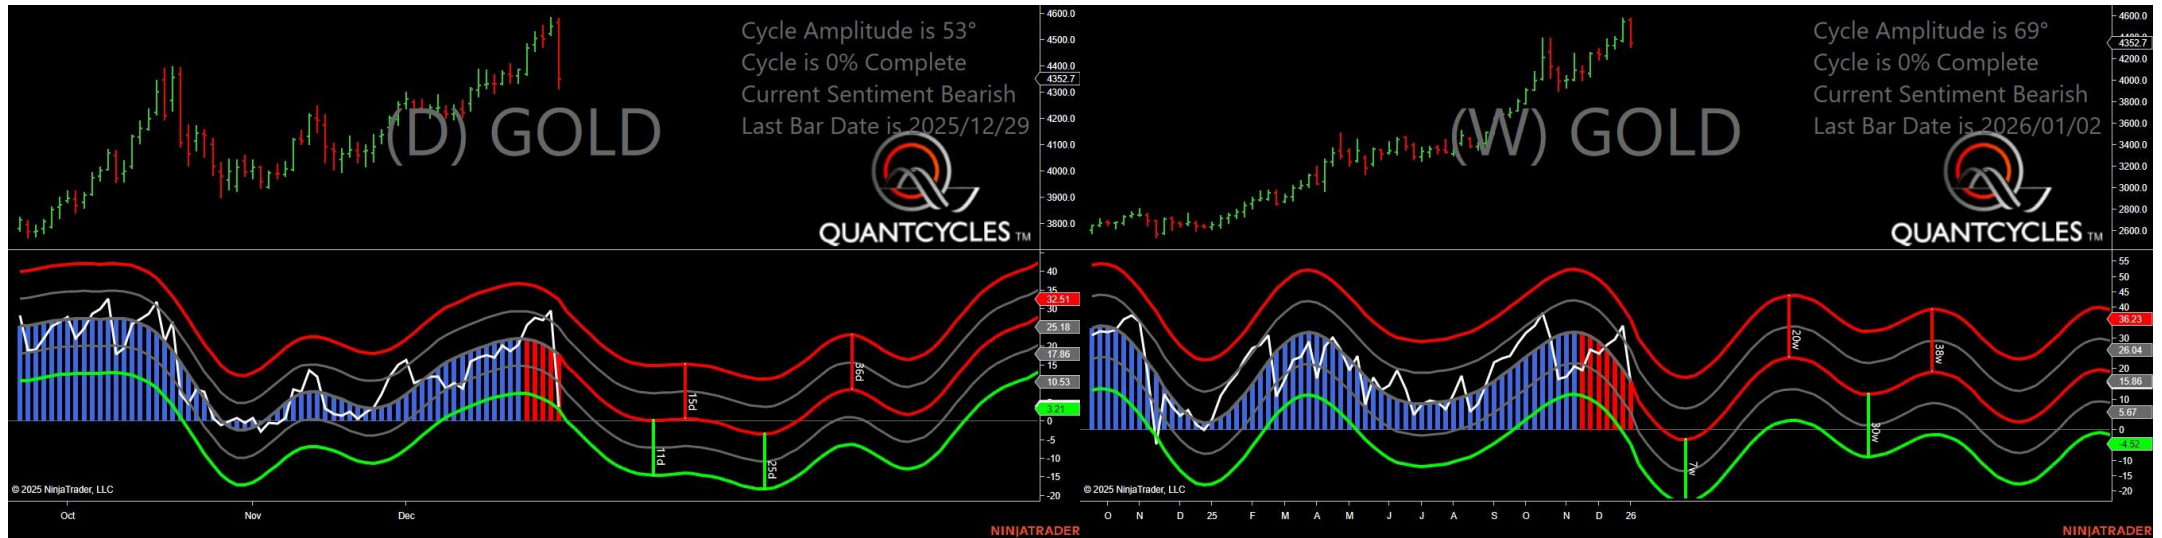 Cycle Amplitude is 53°
Cycle is 0% Complete
Current Sentiment Bearish
Last Bar Date is 2025/12/29
(D) GOLD
QUANTCYCLES TM
4600.0
4500.0
4400.0
4352.7
4300.0
4200.0
4100.0
4000.0
3900.0
3800.0
40
35
32.51
30
25.18
20
17.86
15
10.53
3.21
0
-5
-10
-15
-20
11d
15d
25d
36d
© 2025 NinjaTrader, LLC
Oct Nov Dec
NINJATRADER
Cycle Amplitude is 69°
Cycle is 0% Complete
Current Sentiment Bearish
Last Bar Date is 2026/01/02
(W) GOLD
QUANTCYCLES TM
4600.0
4352.7
4200.0
4000.0
3800.0
3600.0
3400.0
3200.0
3000.0
2800.0
2600.0
55
50
45
40
36.23
30
26.04
20
15.86
10
5.67
0
-4.52
-10
-15
-20
7w
20w
30w
38w
© 2025 NinjaTrader, LLC
O N D 25 F M A M J J A S O N D 26
NINJATRADER